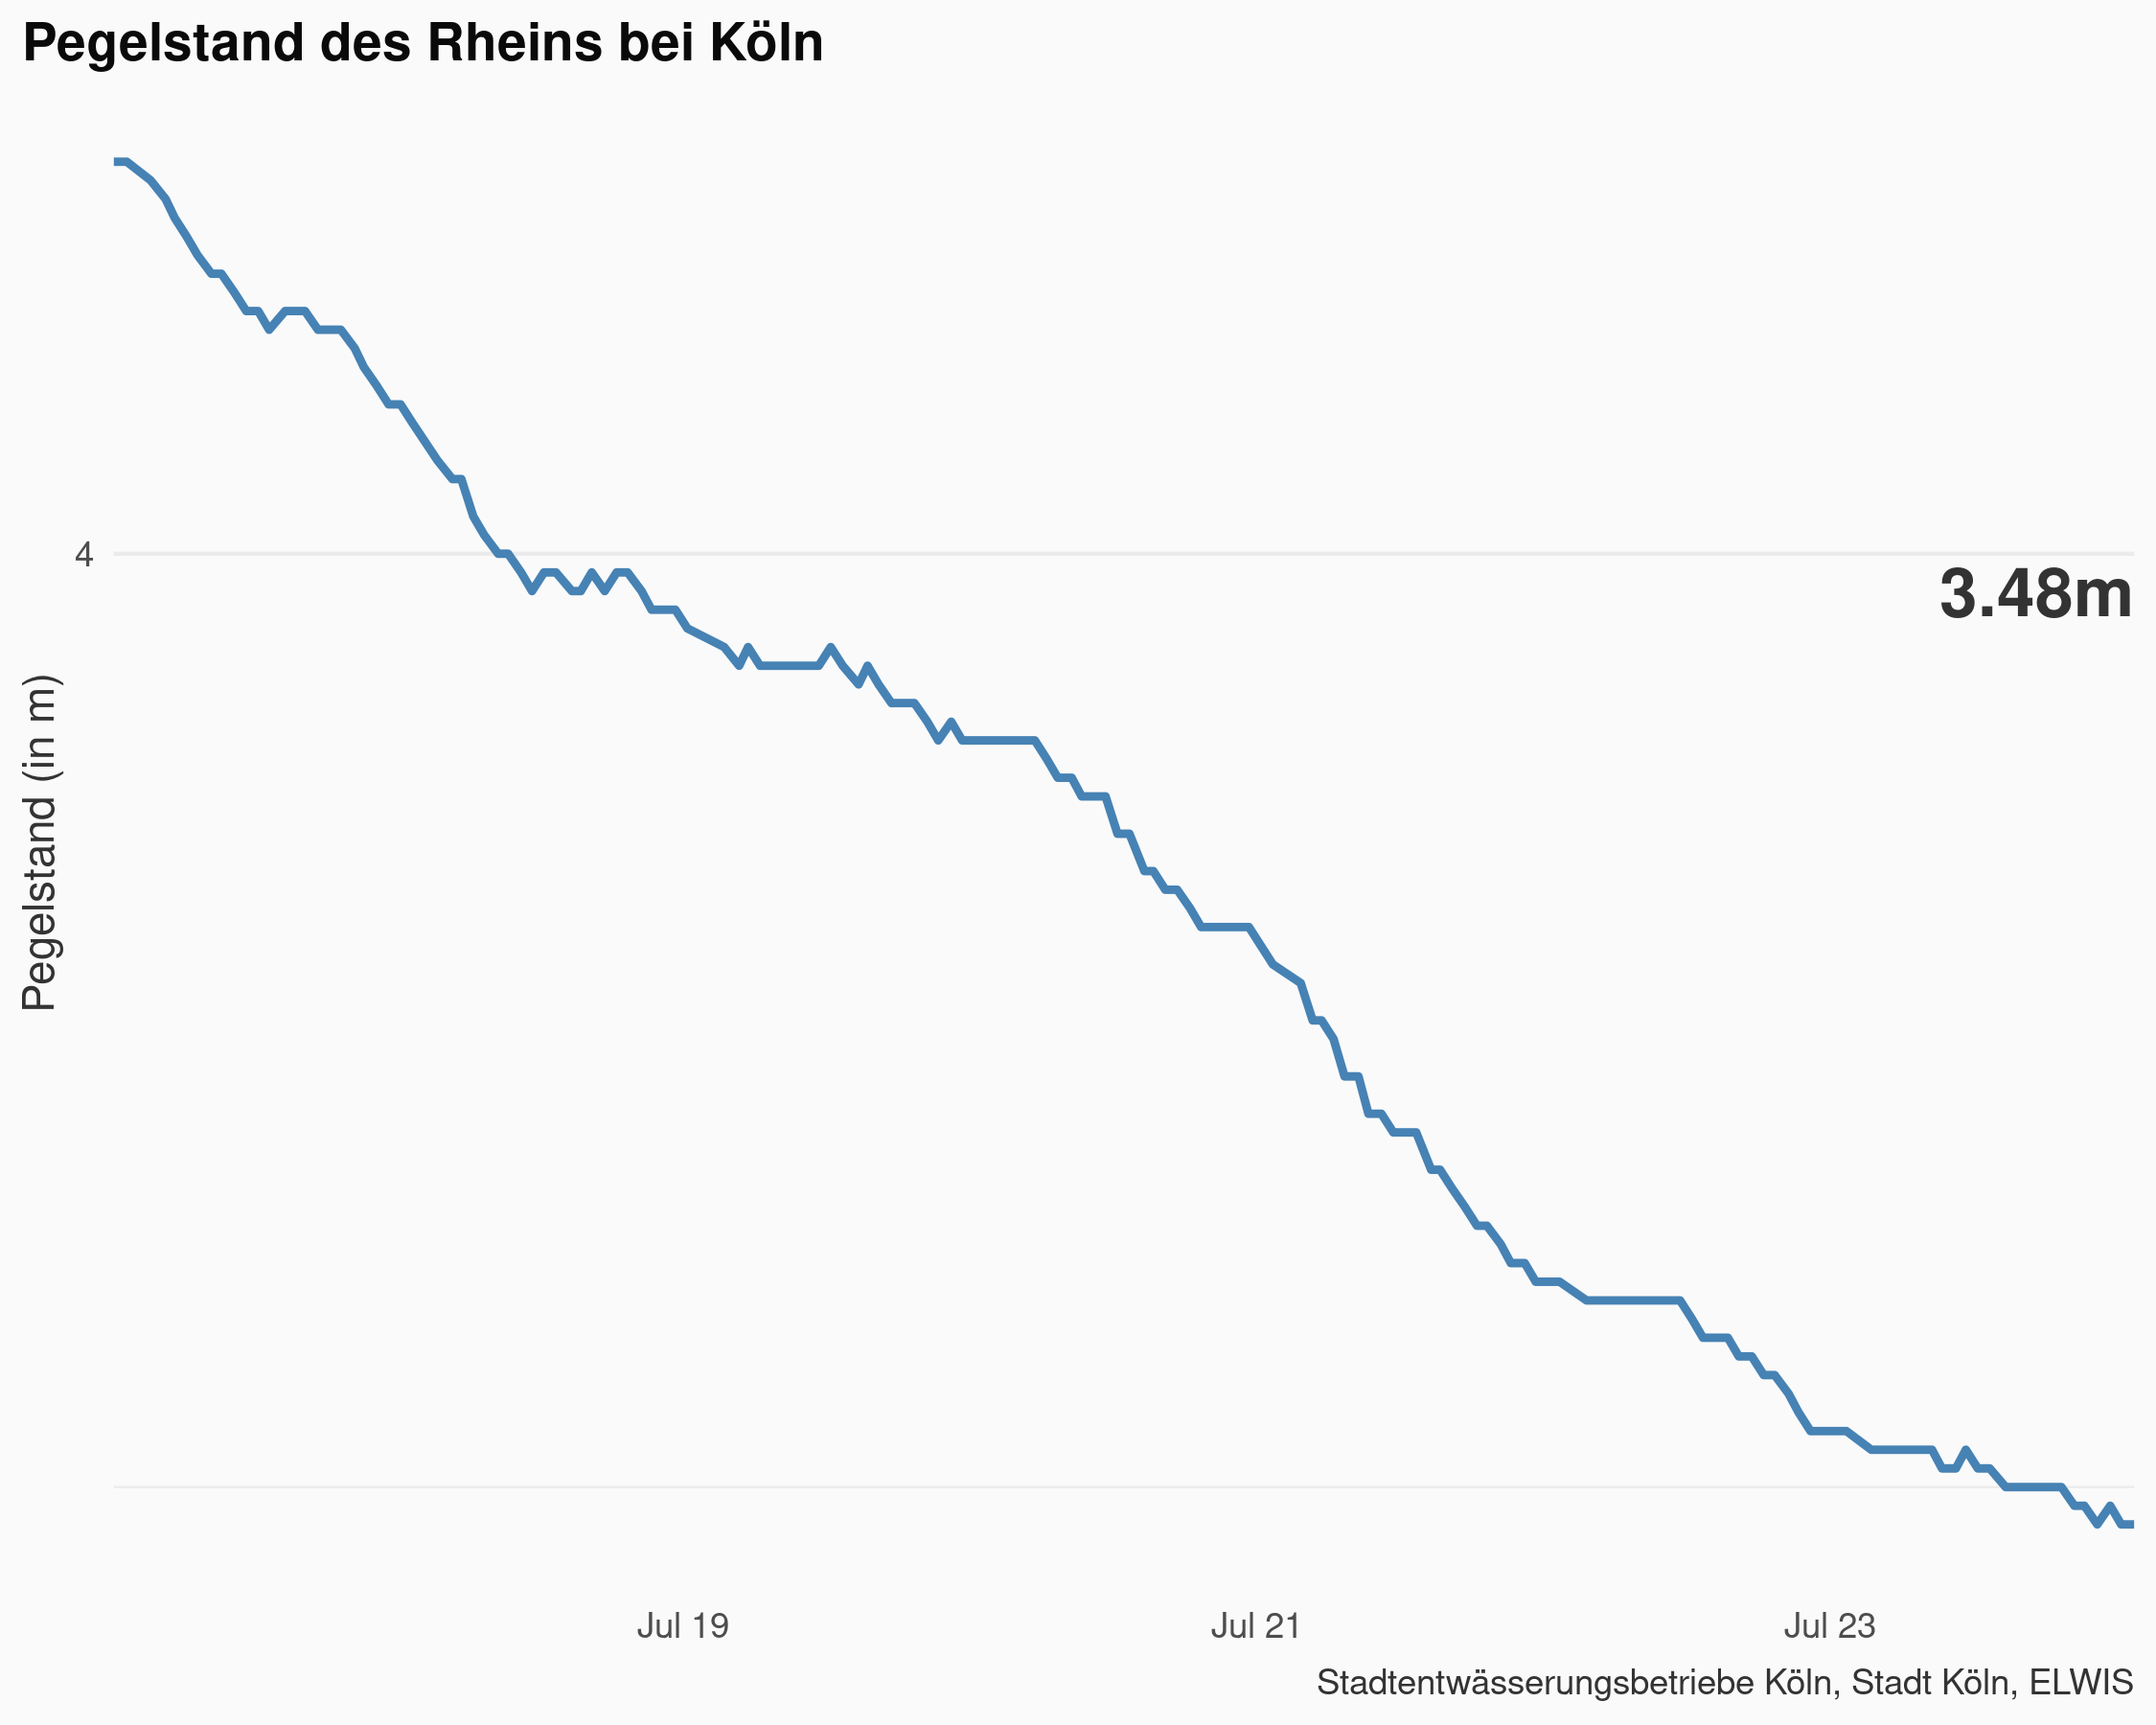 Pegelstand des Rheins bei Köln
4
3.48m
Pegelstand (in m)
Jul 19
Jul 21
Jul 23
Stadtentwässerungsbetriebe Köln, Stadt Köln, ELWIS